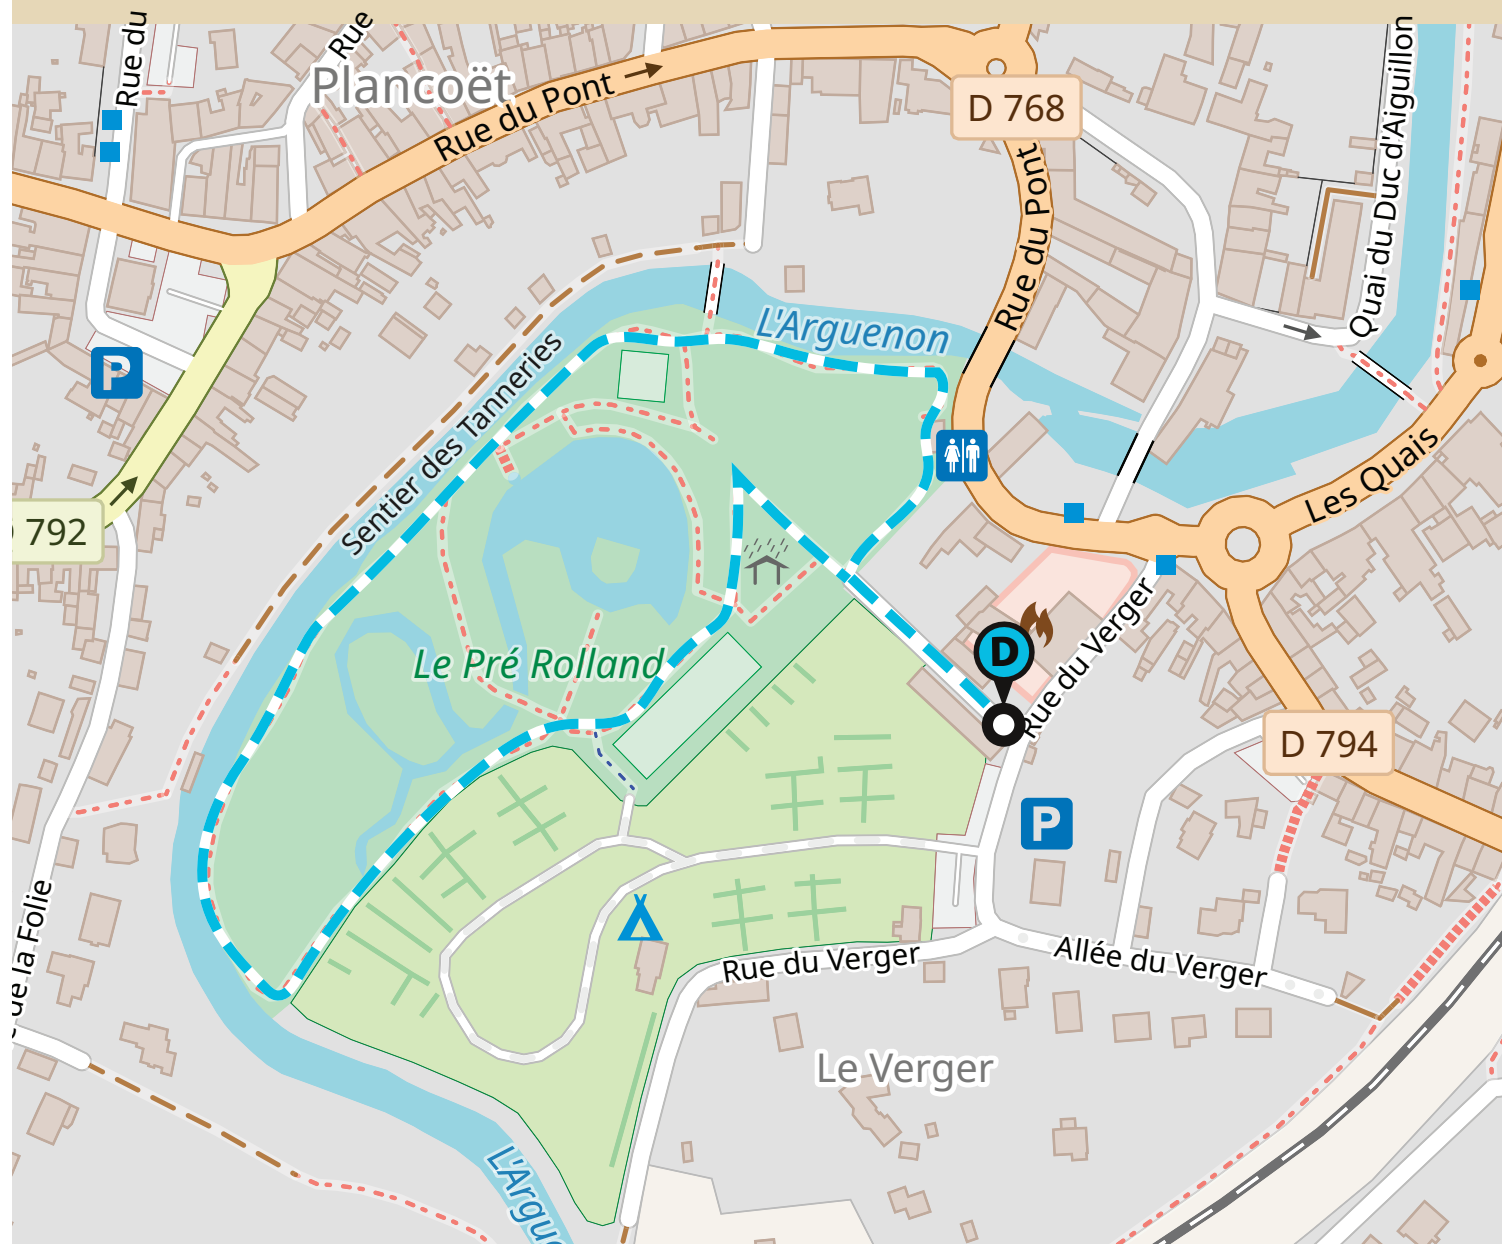 Rue du
Rue
Plancoët
Rue du Pont
D 768
Quai du Duc d'Aiguillon
Rue du Pont
L'Arguenon
P
Sentier des Tanneries
Les Quais
D 792
Le Pré Rolland
D
Rue du Verger
D 794
P
de la Folie
Rue du Verger
Allée du Verger
Le Verger
L'Argue